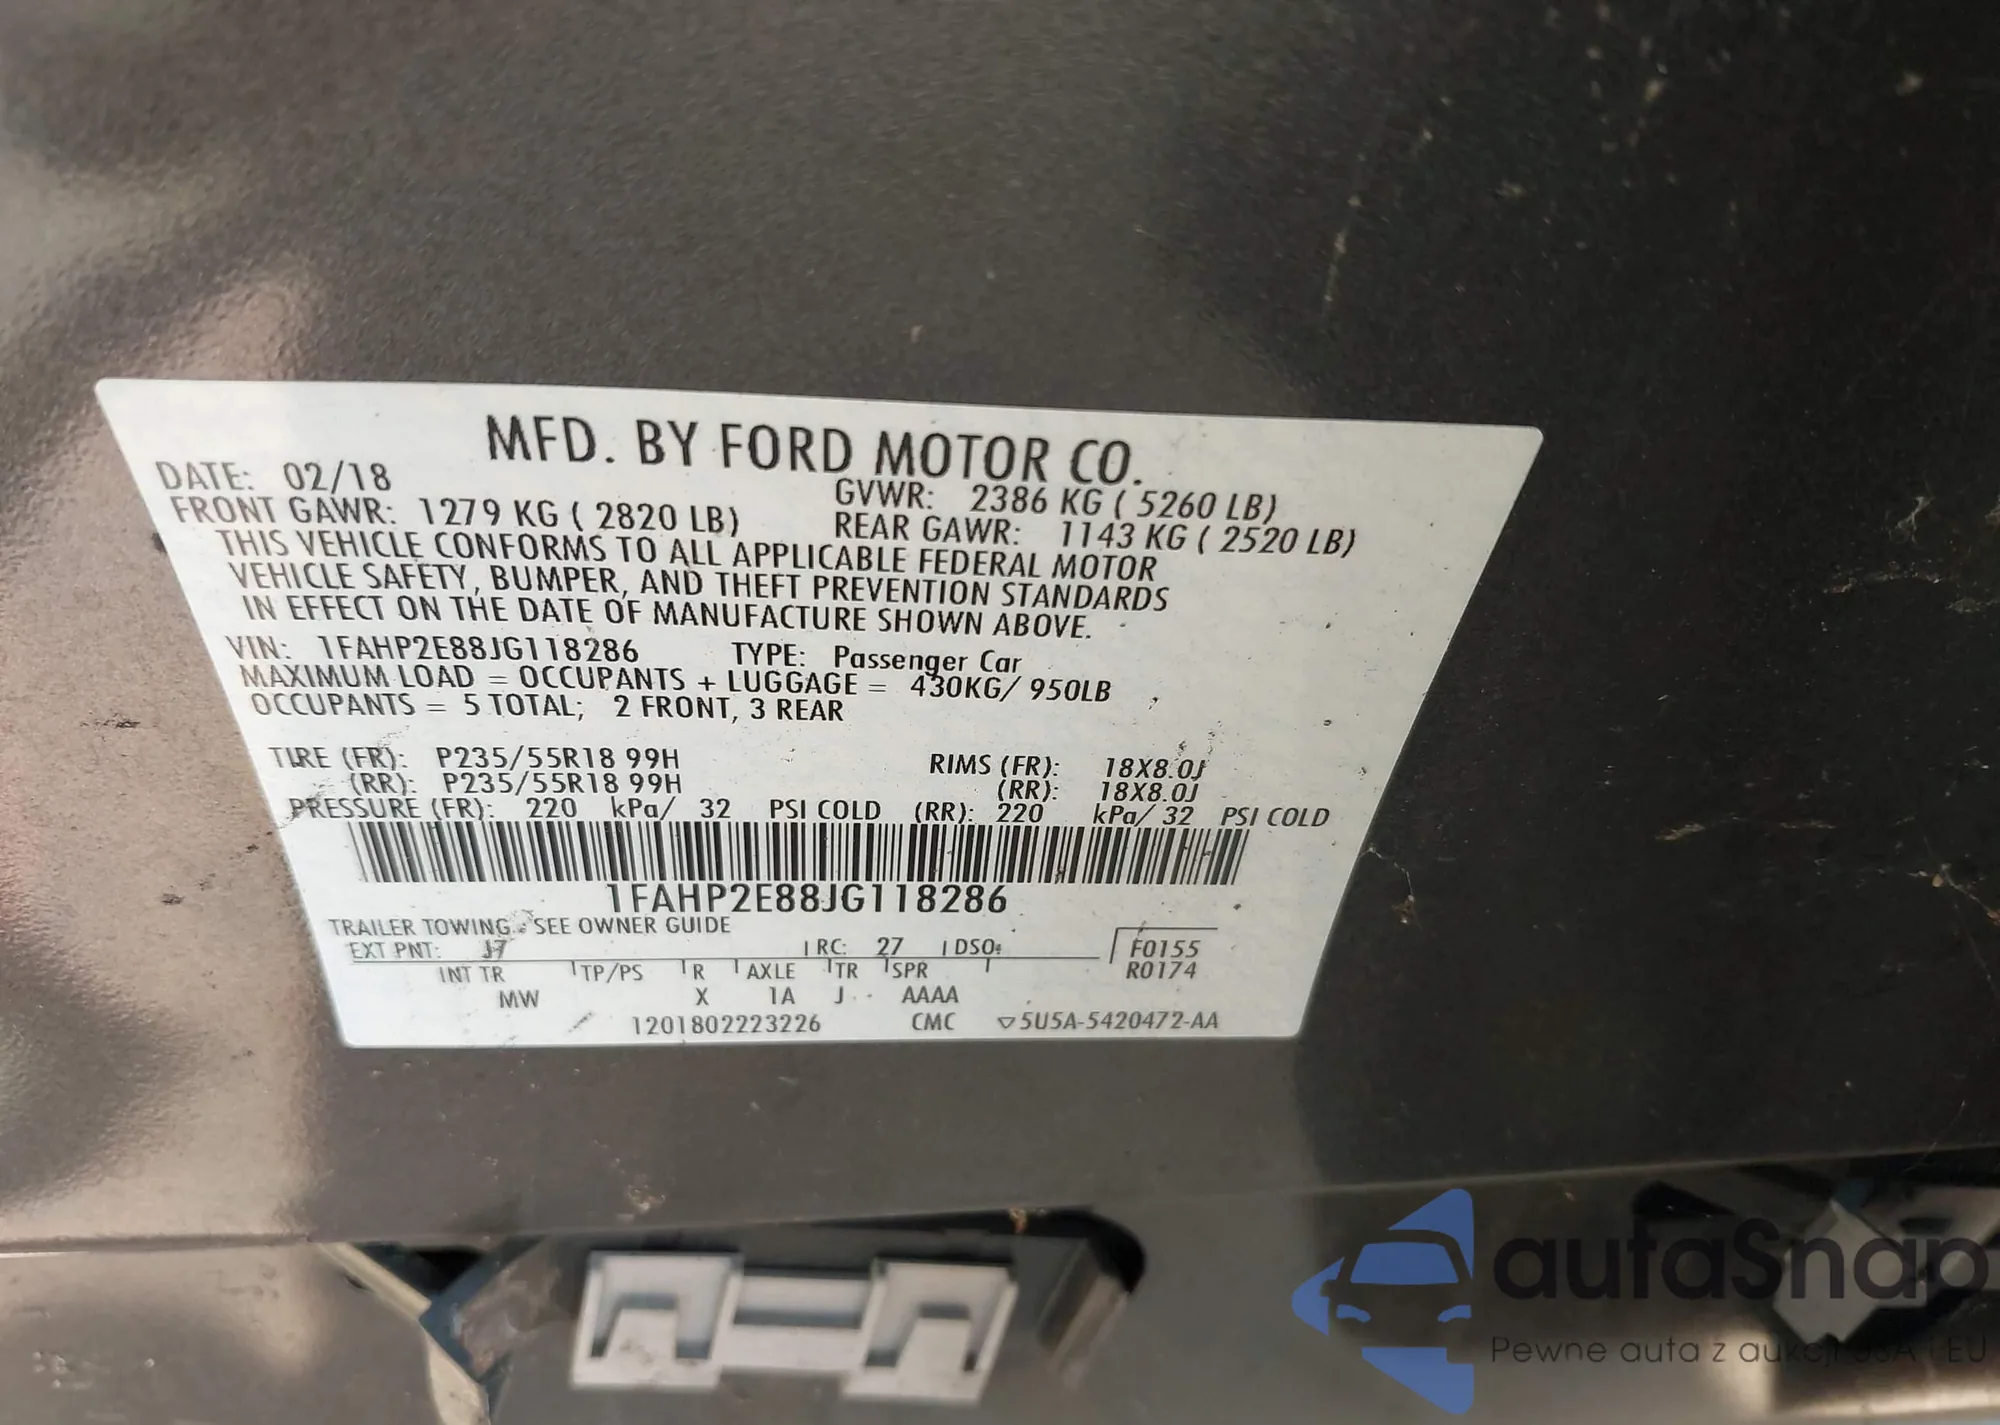 MFD. BY FORD MOTOR CO.
DATE: 02/18 GVWR: 2386 KG ( 5260 LB)
FRONT GAWR: 1279 KG ( 2820 LB) REAR GAWR: 1143 KG ( 2520 LB)
THIS VEHICLE CONFORMS TO ALL APPLICABLE FEDERAL MOTOR
VEHICLE SAFETY, BUMPER, AND THEFT PREVENTION STANDARDS
IN EFFECT ON THE DATE OF MANUFACTURE SHOWN ABOVE.
VIN: 1FAHP2E88JG118286 TYPE: Passenger Car
MAXIMUM LOAD = OCCUPANTS + LUGGAGE = 430KG/ 950LB
OCCUPANTS = 5 TOTAL; 2 FRONT, 3 REAR
TIRE (FR): P235/55R18 99H RIMS (FR): 18X8.0J
(RR): P235/55R18 99H (RR): 18X8.0J
PRESSURE (FR): 220 kPa/ 32 PSI COLD (RR): 220 kPa/ 32 PSI COLD
1FAHP2E88JG118286
TRAILER TOWING - SEE OWNER GUIDE
EXT PNT: J7 RC: 27 DSO: F0155
INT TR TP/PS R AXLE TR SPR R0174
MW X 1A J AAAA
1201802223226 CMC ▽5U5A-5420472-AA
autaSnap
Pewne auta z aukcji USA i EU